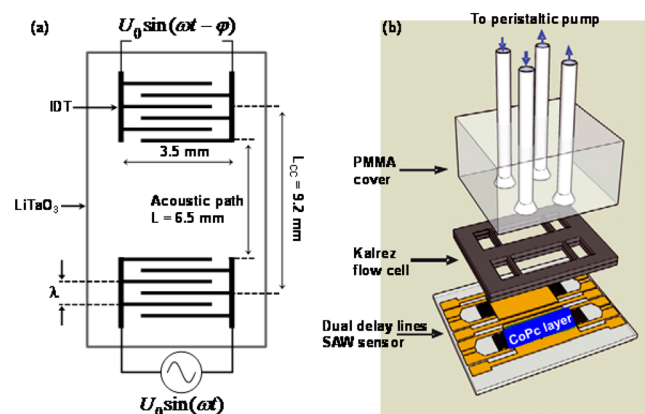 (a)
U₀sin(ωt − φ)
IDT
3.5 mm
LiTaO₃
Acoustic path
L = 6.5 mm
L_CC = 9.2 mm
λ
U₀sin(ωt)
(b)
To peristaltic pump
PMMA
cover
Kalrez
flow cell
Dual delay lines
SAW sensor
CoPc layer